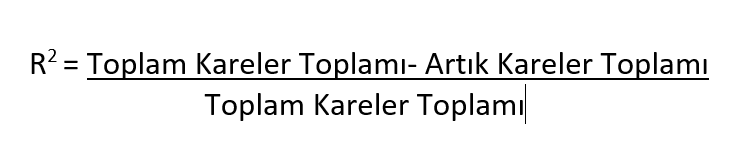 R² = Toplam Kareler Toplamı- Artık Kareler Toplamı
Toplam Kareler Toplamı